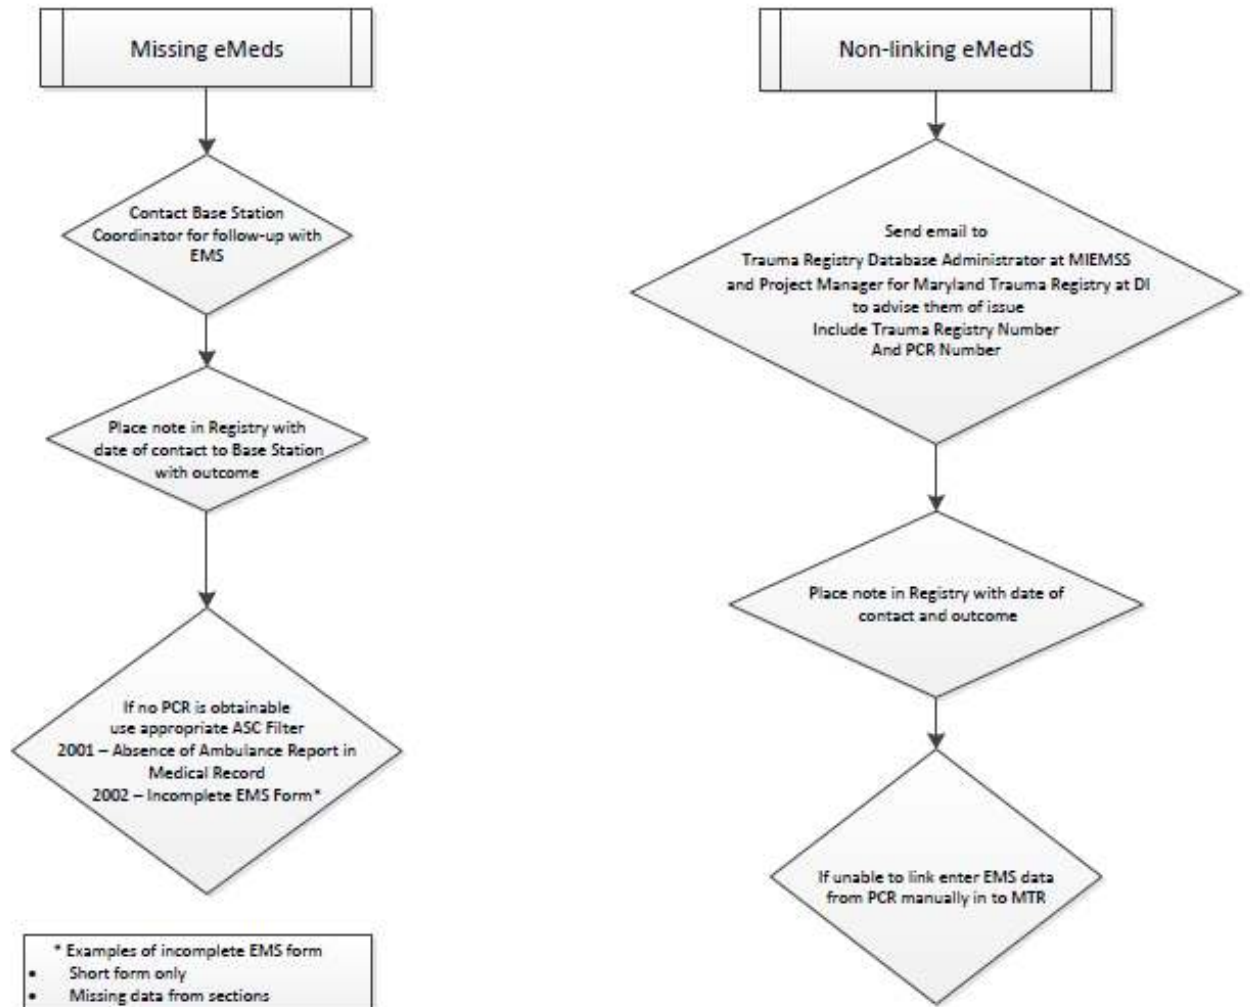 Missing eMeds
Contact Base Station
Coordinator for follow-up with
EMS
Place note in Registry with
date of contact to Base Station
with outcome
If no PCR is obtainable
use appropriate ASC Filter
2001 – Absence of Ambulance Report in
Medical Record
2002 – Incomplete EMS Form*
* Examples of incomplete EMS form
• Short form only
• Missing data from sections
Non-linking eMedS
Send email to
Trauma Registry Database Administrator at MIEMSS
and Project Manager for Maryland Trauma Registry at DI
to advise them of issue
Include Trauma Registry Number
And PCR Number
Place note in Registry with date of
contact and outcome
If unable to link enter EMS data
from PCR manually in to MTR